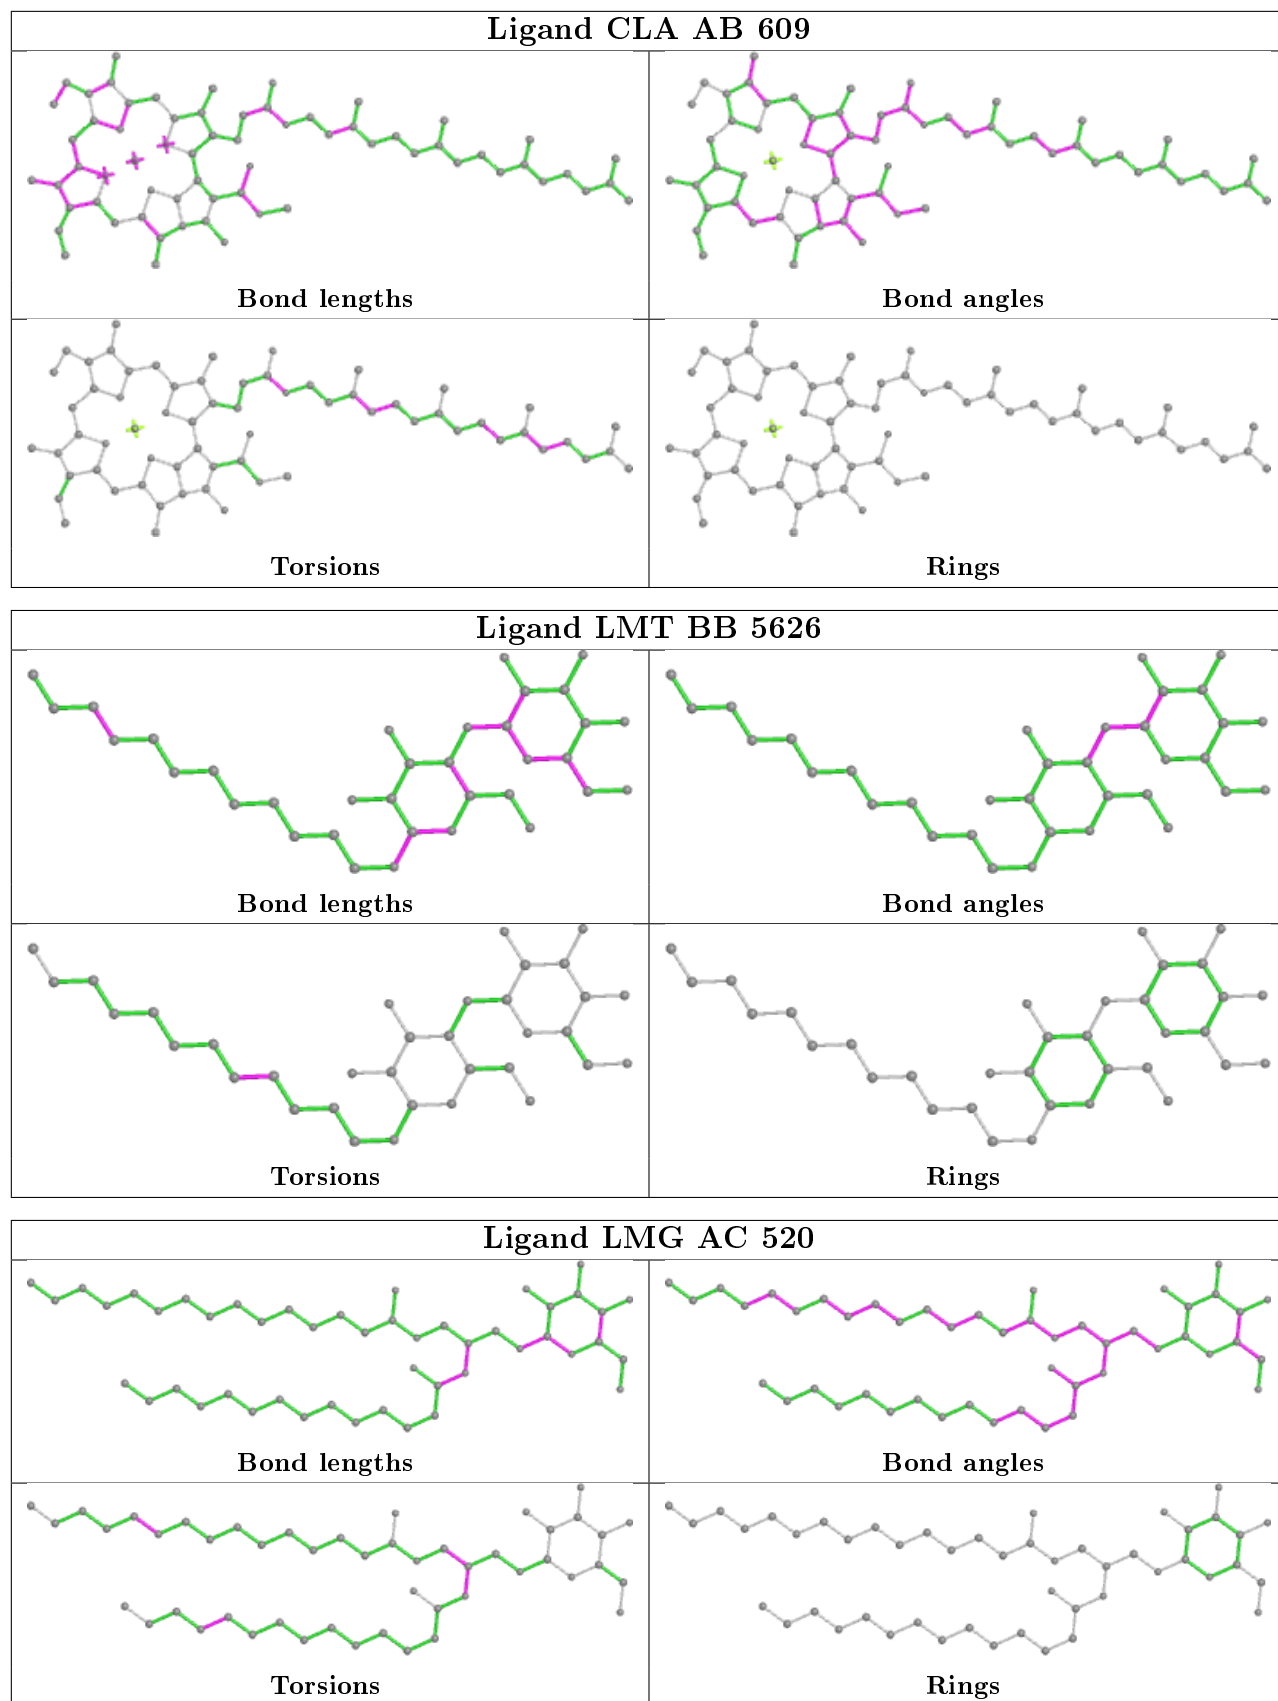 Ligand CLA AB 609
Bond lengths
Bond angles
Torsions
Rings
Ligand LMT BB 5626
Bond lengths
Bond angles
Torsions
Rings
Ligand LMG AC 520
Bond lengths
Bond angles
Torsions
Rings